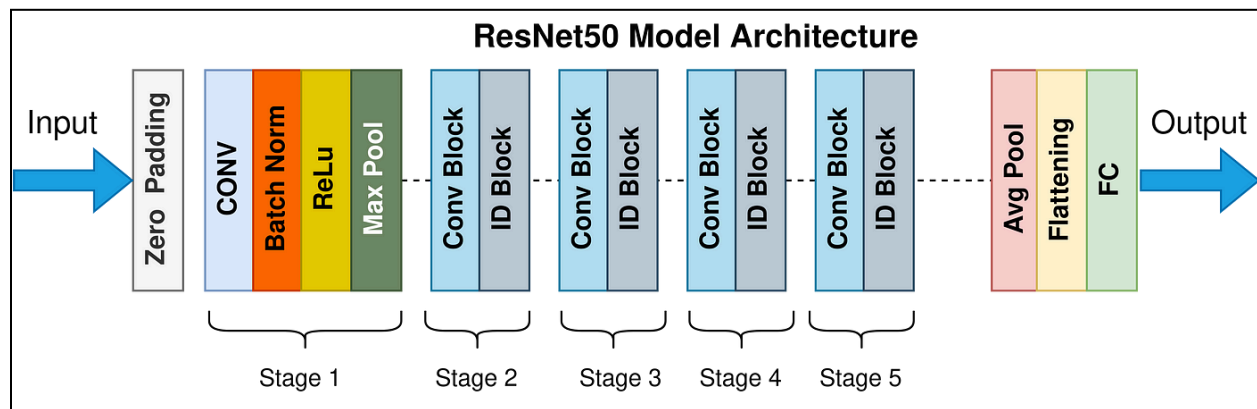 ResNet50 Model Architecture
Input
Zero Padding
CONV
Batch Norm
ReLu
Max Pool
Conv Block
ID Block
Conv Block
ID Block
Conv Block
ID Block
Conv Block
ID Block
Avg Pool
Flattening
FC
Output
Stage 1
Stage 2
Stage 3
Stage 4
Stage 5